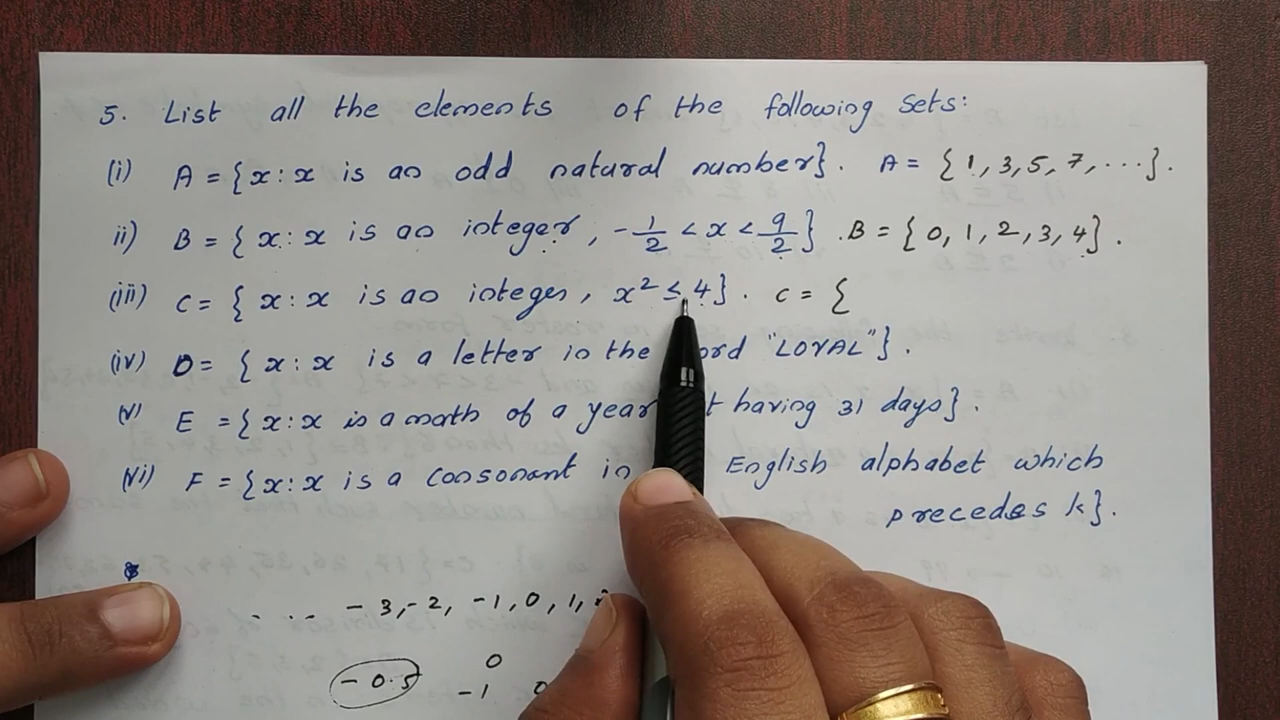 5. List all the elements of the following sets:
(i) A = {x : x is an odd natural number}. A = {1, 3, 5, 7, ....}.
ii) B = {x : x is an integer, -1/2 < x < 9/2} . B = {0, 1, 2, 3, 4}.
(iii) C = {x : x is an integer, x² ≤ 4}. C = {
(iv) D = {x : x is a letter in the "LOYAL"}.
(v) E = {x : x is a month of a year having 31 days}.
(vi) F = {x : x is a consonant in English alphabet which
precedes k}.
. .. -3, -2, -1, 0, 1,
-0.5 0
-1